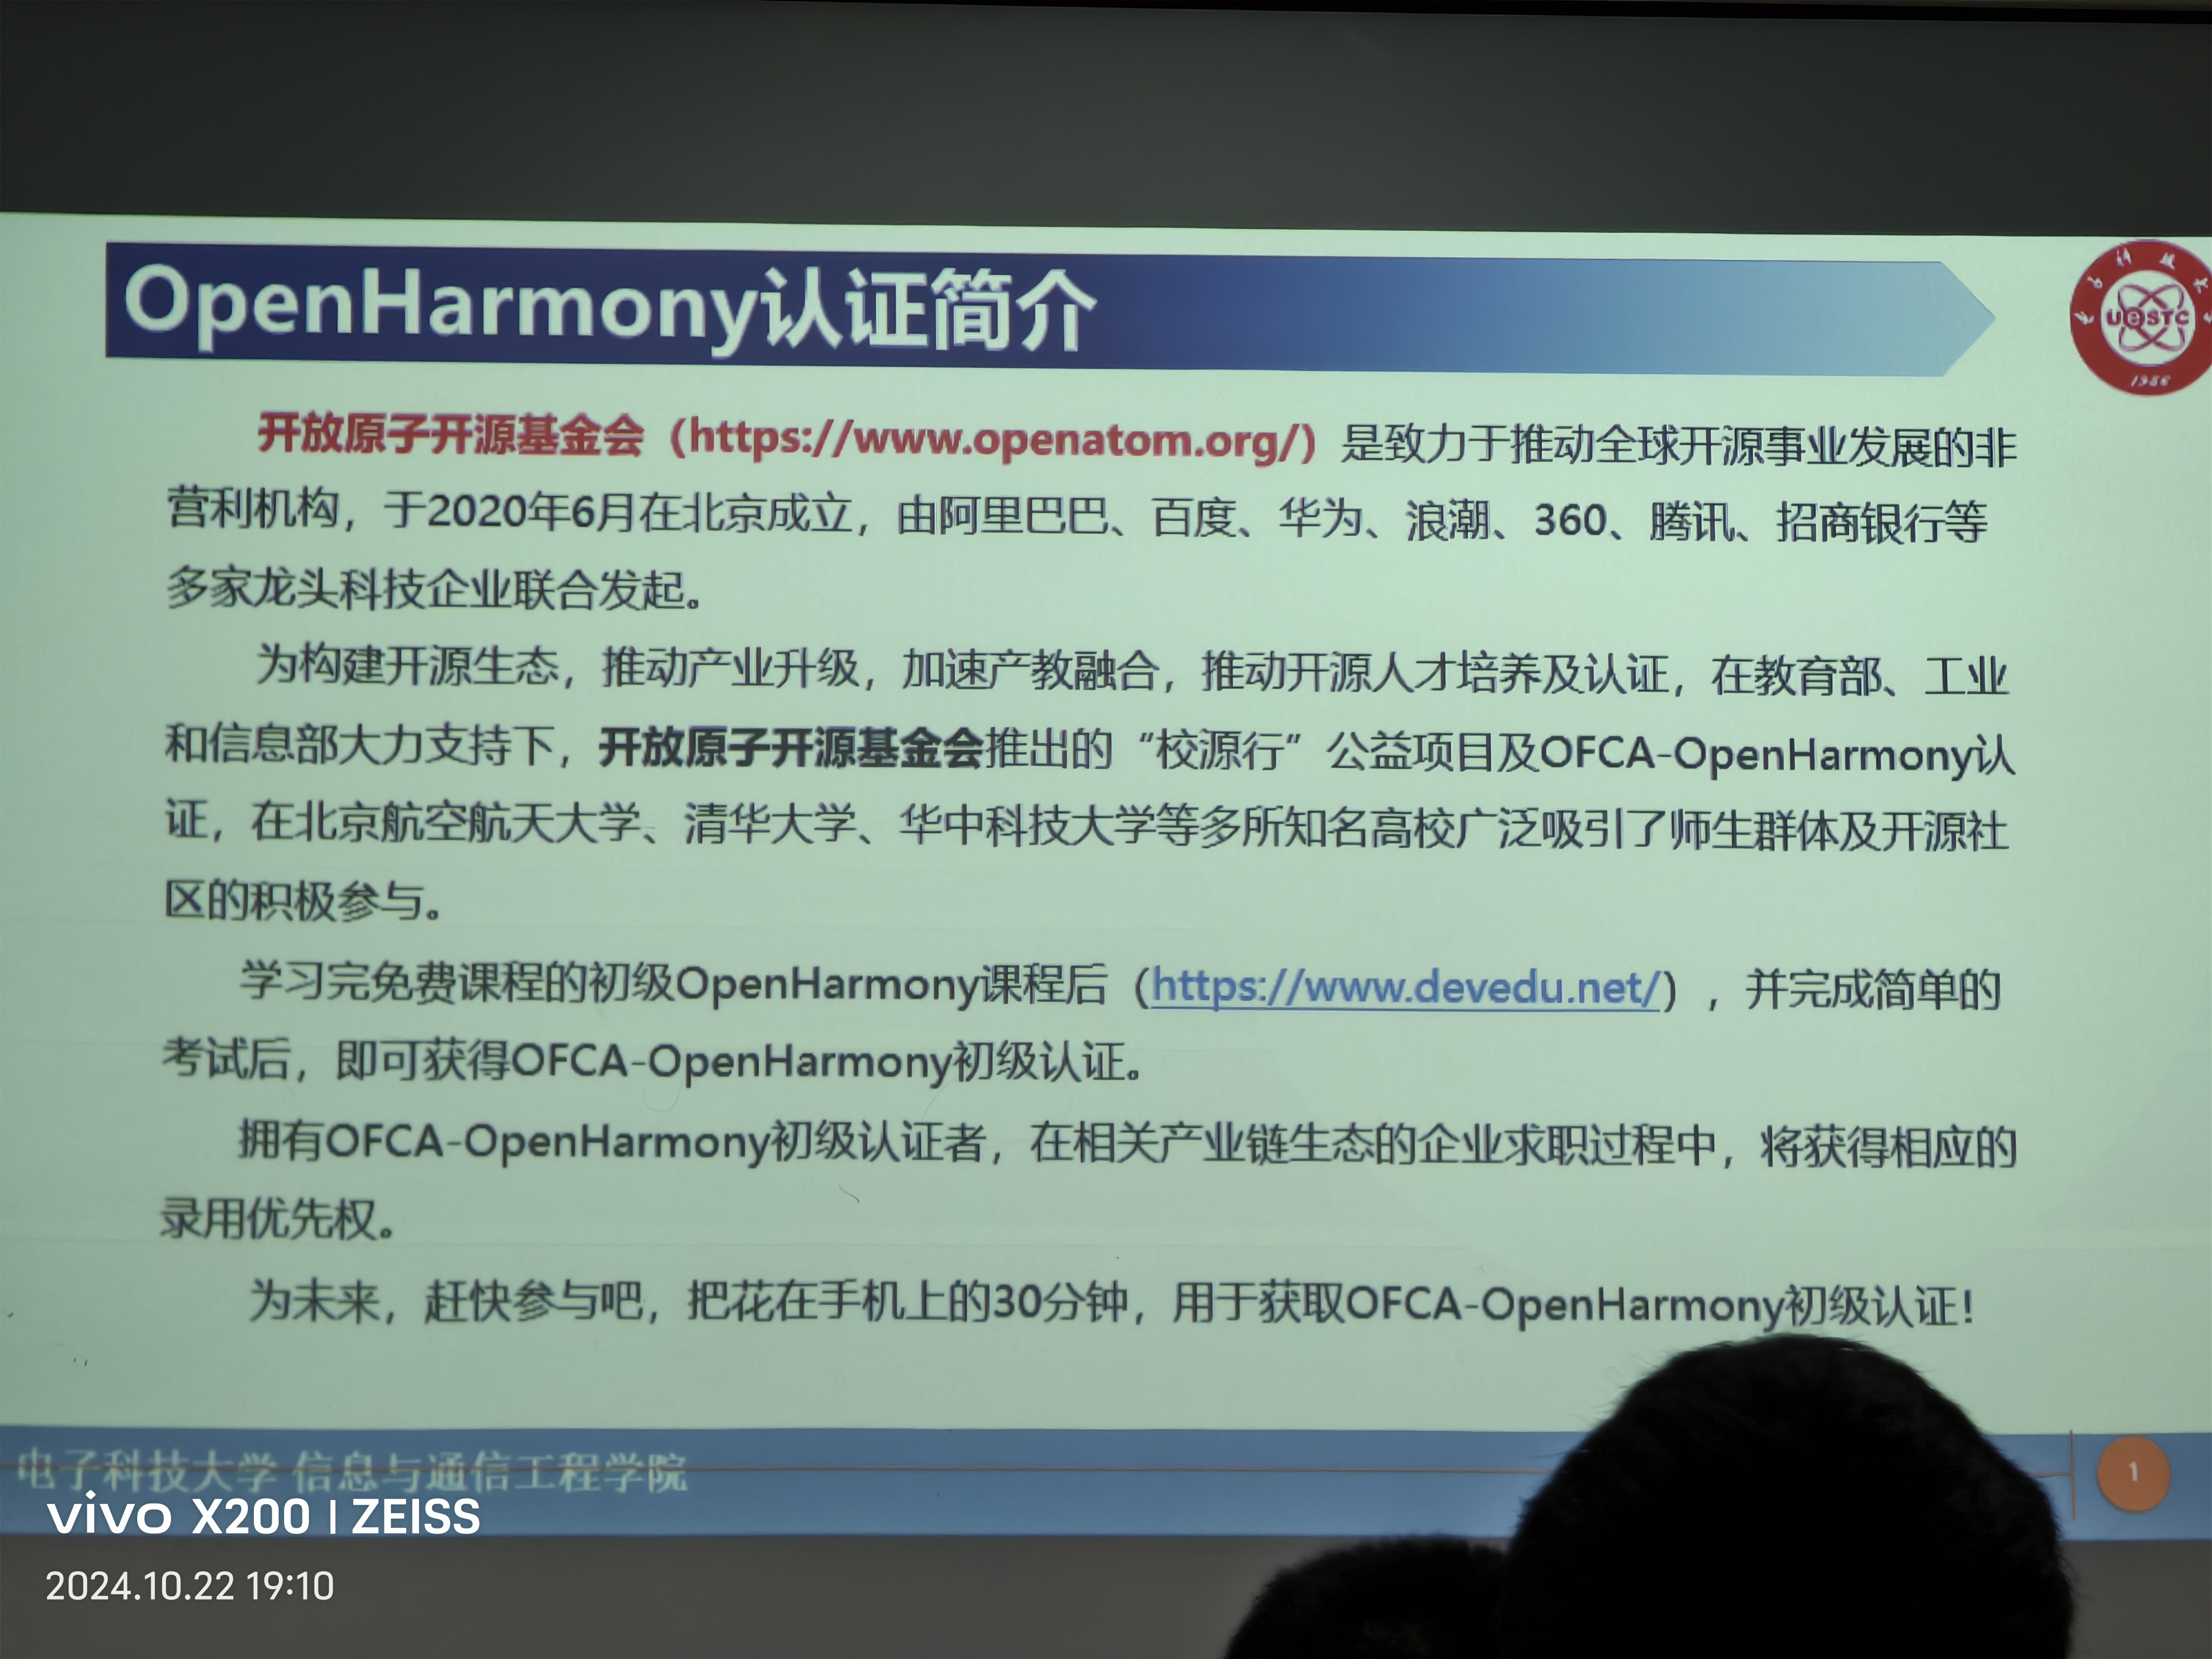 OpenHarmony认证简介
UESTC
1956
开放原子开源基金会（https://www.openatom.org/）是致力于推动全球开源事业发展的非
营利机构，于2020年6月在北京成立，由阿里巴巴、百度、华为、浪潮、360、腾讯、招商银行等
多家龙头科技企业联合发起。
为构建开源生态，推动产业升级，加速产教融合，推动开源人才培养及认证，在教育部、工业
和信息部大力支持下，开放原子开源基金会推出的“校源行”公益项目及OFCA-OpenHarmony认
证，在北京航空航天大学、清华大学、华中科技大学等多所知名高校广泛吸引了师生群体及开源社
区的积极参与。
学习完免费课程的初级OpenHarmony课程后（https://www.devedu.net/），并完成简单的
考试后，即可获得OFCA-OpenHarmony初级认证。
拥有OFCA-OpenHarmony初级认证者，在相关产业链生态的企业求职过程中，将获得相应的
录用优先权。
为未来，赶快参与吧，把花在手机上的30分钟，用于获取OFCA-OpenHarmony初级认证！
电子科技大学 信息与通信工程学院
1
vivo X200 | ZEISS
2024.10.22 19:10